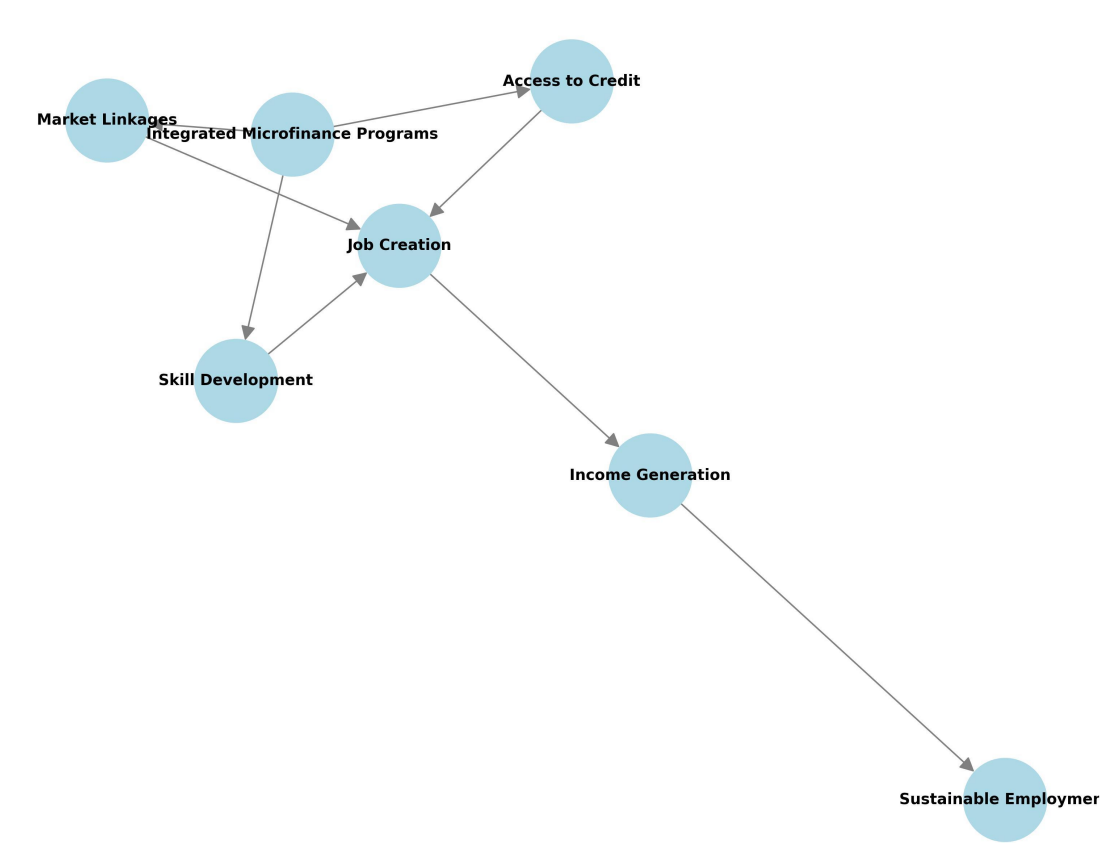 Access to Credit
Market Linkages
Integrated Microfinance Programs
Job Creation
Skill Development
Income Generation
Sustainable Employmer